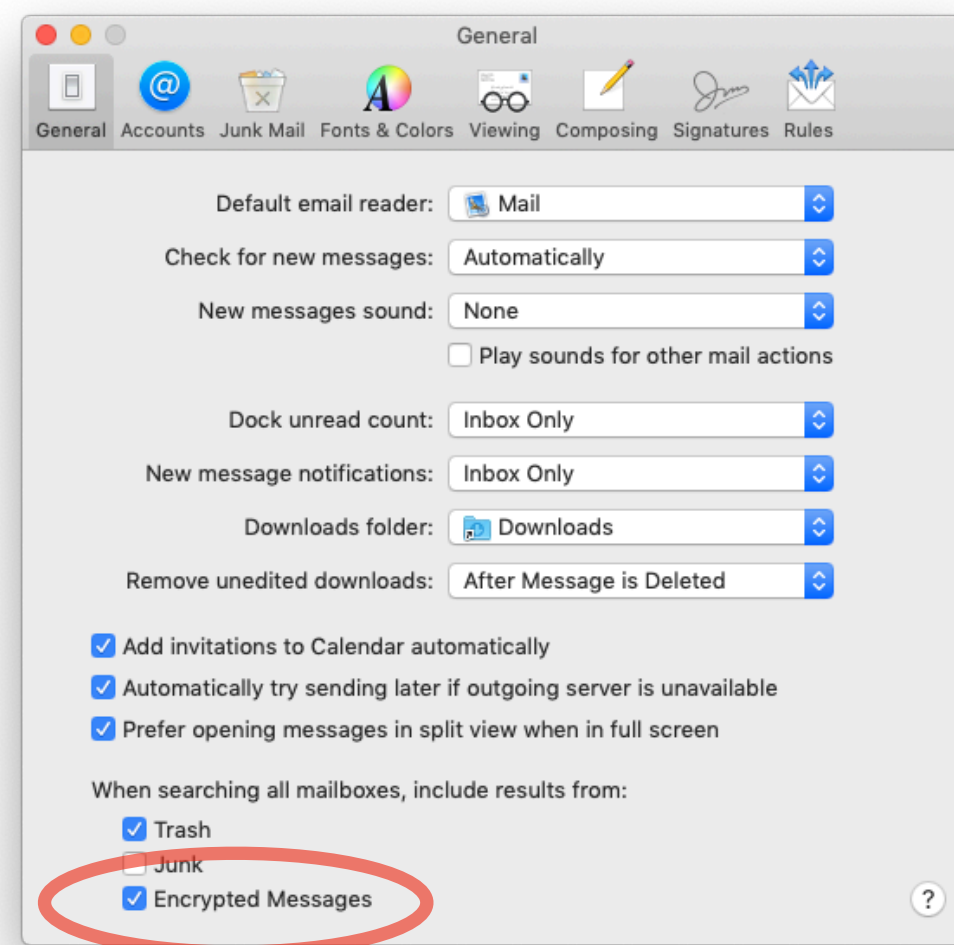 General
General Accounts Junk Mail Fonts & Colors Viewing Composing Signatures Rules
Default email reader: Mail
Check for new messages: Automatically
New messages sound: None
Play sounds for other mail actions
Dock unread count: Inbox Only
New message notifications: Inbox Only
Downloads folder: Downloads
Remove unedited downloads: After Message is Deleted
Add invitations to Calendar automatically
Automatically try sending later if outgoing server is unavailable
Prefer opening messages in split view when in full screen
When searching all mailboxes, include results from:
Trash
Junk
Encrypted Messages
?